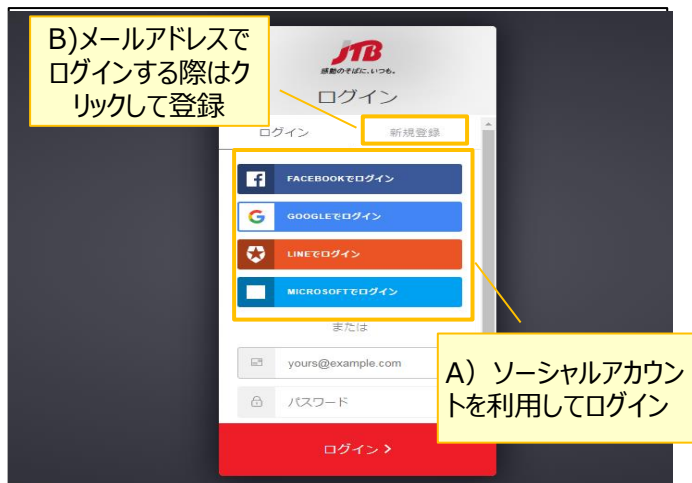 B)メールアドレスで
ログインする際はク
リックして登録
JTB
感動のそばに、いつも。
ログイン
ログイン
新規登録
FACEBOOKでログイン
GOOGLEでログイン
LINEでログイン
MICROSOFTでログイン
または
yours@example.com
パスワード
A）ソーシャルアカウン
トを利用してログイン
ログイン >